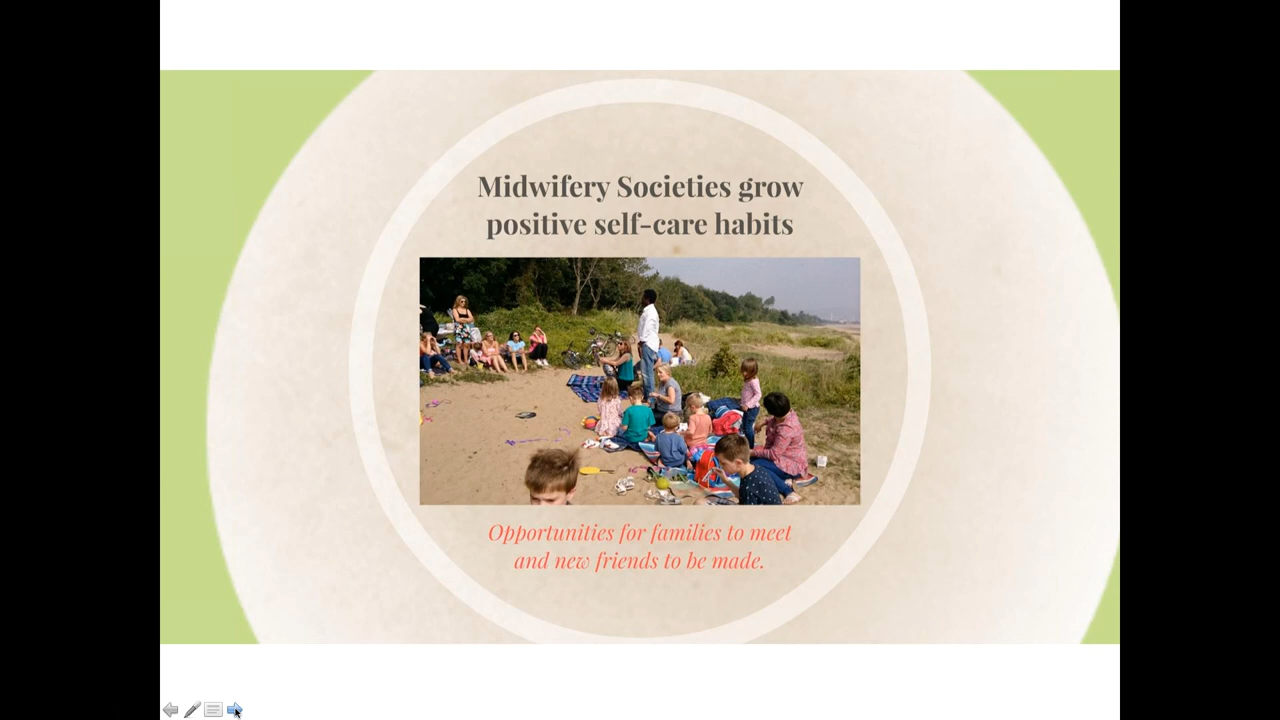 Midwifery Societies grow
positive self-care habits
Opportunities for families to meet
and new friends to be made.